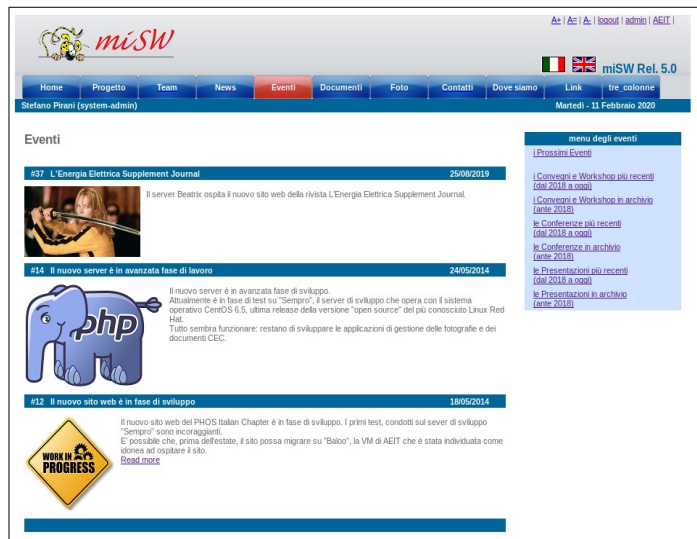 A+ | A= | A- | logout | admin | AEIT |
miSW
miSW Rel. 5.0
Home Progetto Team News Eventi Documenti Foto Contatti Dove siamo Link tre_colonne
Stefano Pirani (system-admin) Martedì - 11 Febbraio 2020
Eventi
#37 L'Energia Elettrica Supplement Journal 25/08/2019
Il server Beatrix ospita il nuovo sito web della rivista L'Energia Elettrica Supplement Journal.
#14 Il nuovo server è in avanzata fase di lavoro 24/05/2014
php
Il nuovo server è in avanzata fase di sviluppo.
Attualmente è in fase di test su "Sempro", il server di sviluppo che opera con il sistema
operativo CentOS 6.5, ultima release della versione "open source" del più conosciuto Linux Red
Hat.
Tutto sembra funzionare: restano di sviluppare le applicazioni di gestione delle fotografie e dei
documenti CEC.
#12 Il nuovo sito web è in fase di sviluppo 18/05/2014
WORK IN
PROGRESS
Il nuovo sito web del PHOS Italian Chapter è in fase di sviluppo. I primi test, condotti sul sever di sviluppo
"Sempro" sono incoraggianti.
E' possibile che, prima dell'estate, il sito possa migrare su "Baloo", la VM di AEIT che è stata individuata come
idonea ad ospitare il sito.
Read more
menu degli eventi
i Prossimi Eventi
i Convegni e Workshop più recenti
(dal 2018 a oggi)
i Convegni e Workshop in archivio
(ante 2018)
le Conferenze più recenti
(dal 2018 a oggi)
le Conferenze in archivio
(ante 2018)
le Presentazioni più recenti
(dal 2018 a oggi)
le Presentazioni in archivio
(ante 2018)